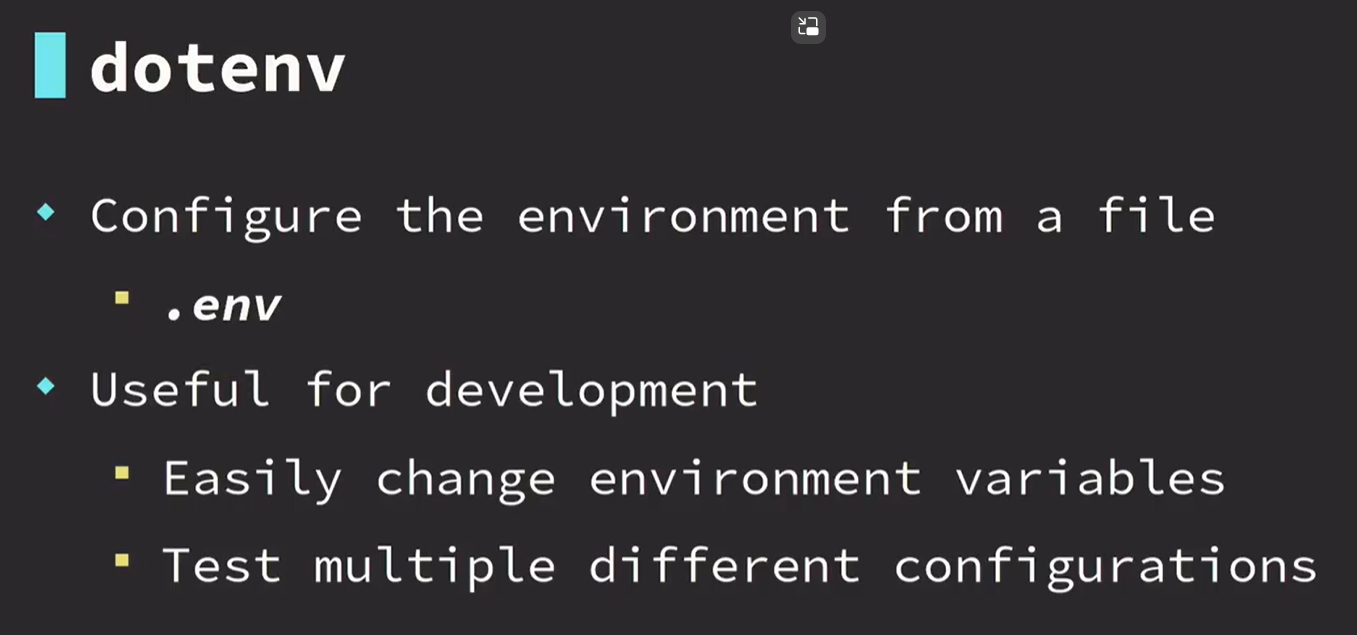 dotenv
Configure the environment from a file
.env
Useful for development
Easily change environment variables
Test multiple different configurations